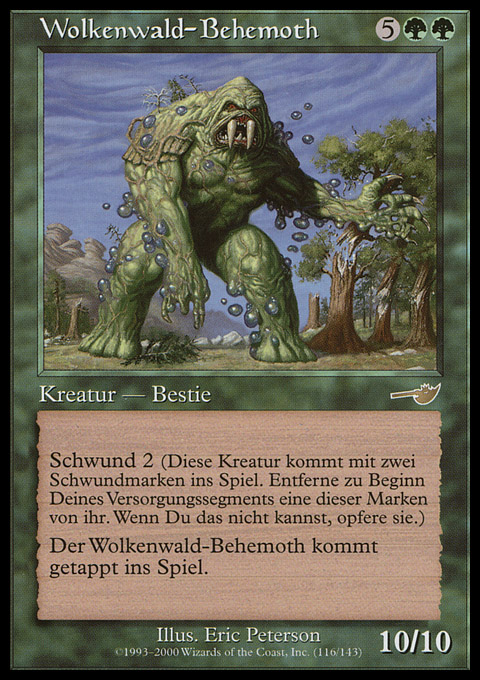 Wolkenwald-Behemoth 5
Kreatur — Bestie
Schwund 2 (Diese Kreatur kommt mit zwei
Schwundmarken ins Spiel. Entferne zu Beginn
Deines Versorgungssegments eine dieser Marken
von ihr. Wenn Du das nicht kannst, opfere sie.)
Der Wolkenwald-Behemoth kommt
getappt ins Spiel.
Illus. Eric Peterson
©1993–2000 Wizards of the Coast, Inc. (116/143)
10/10